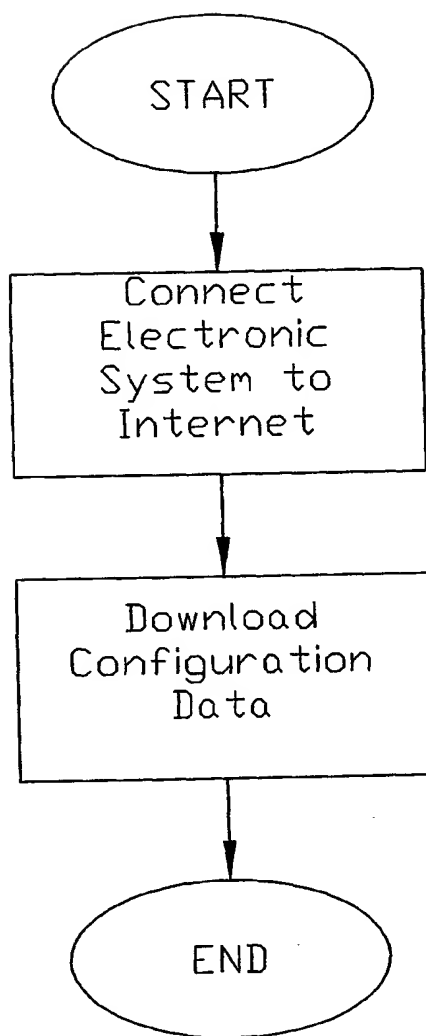 START
Connect
Electronic
System to
Internet
Download
Configuration
Data
END